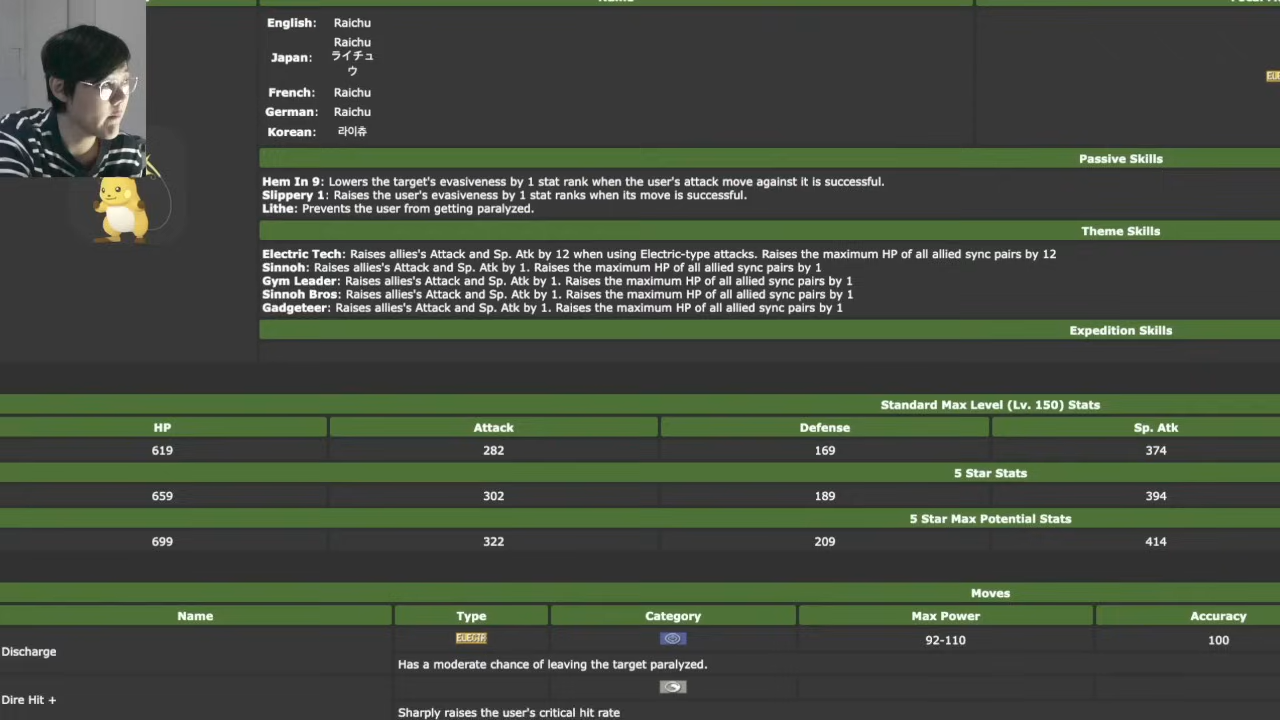 English: Raichu
Japan: Raichu
ライチュ
ウ
French: Raichu
German: Raichu
Korean: 라이츄
Passive Skills
Hem In 9: Lowers the target's evasiveness by 1 stat rank when the user's attack move against it is successful.
Slippery 1: Raises the user's evasiveness by 1 stat ranks when its move is successful.
Lithe: Prevents the user from getting paralyzed.
Theme Skills
Electric Tech: Raises allies's Attack and Sp. Atk by 12 when using Electric-type attacks. Raises the maximum HP of all allied sync pairs by 12
Sinnoh: Raises allies's Attack and Sp. Atk by 1. Raises the maximum HP of all allied sync pairs by 1
Gym Leader: Raises allies's Attack and Sp. Atk by 1. Raises the maximum HP of all allied sync pairs by 1
Sinnoh Bros: Raises allies's Attack and Sp. Atk by 1. Raises the maximum HP of all allied sync pairs by 1
Gadgeteer: Raises allies's Attack and Sp. Atk by 1. Raises the maximum HP of all allied sync pairs by 1
Expedition Skills
Standard Max Level (Lv. 150) Stats
HP Attack Defense Sp. Atk
619 282 169 374
5 Star Stats
659 302 189 394
5 Star Max Potential Stats
699 322 209 414
Moves
Name Type Category Max Power Accuracy
Discharge ELECTR 92-110 100
Has a moderate chance of leaving the target paralyzed.
Dire Hit +
Sharply raises the user's critical hit rate